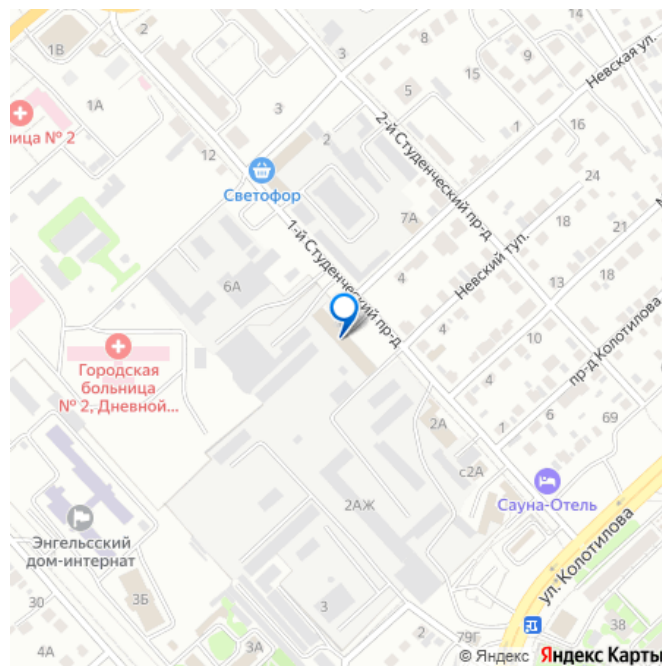 2
1В
3
8
14
9
15
Невская ул.
1А
5
ница № 2
3
2-й Студенческий пр-д
1
16
2
12
24
Светофор
7А
18
21
1-й Студенческий пр-д
Невский туп.
4
13
18
6А
4
10
пр-д Колотилова
Городская
больница
№ 2, Дневной...
4
6
69
2А
1
с2А
Сауна-Отель
2АЖ
Энгельсский
дом-интернат
ул. Колотилова
30
3Б
3
38
4А
3А
2
79Г
© Яндекс Яндекс Карты